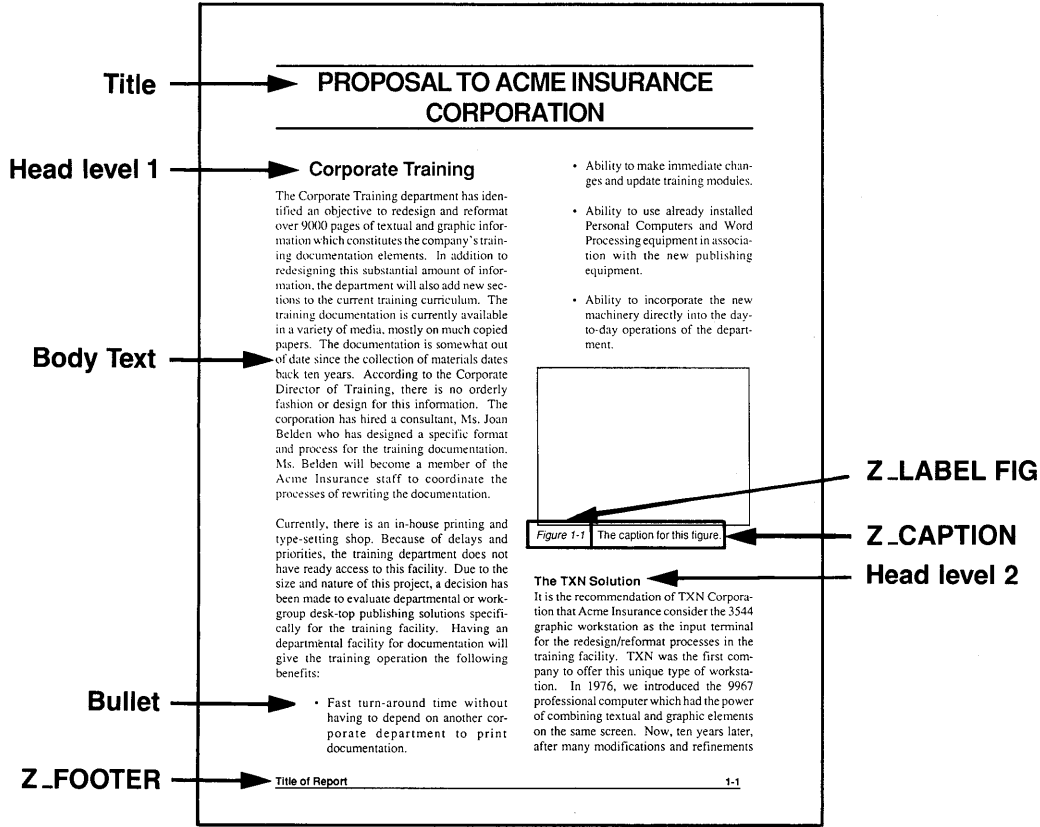 Title
PROPOSAL TO ACME INSURANCE
CORPORATION
Head level 1
Corporate Training
The Corporate Training department has iden-
tified an objective to redesign and reformat
over 9000 pages of textual and graphic infor-
mation which constitutes the company's train-
ing documentation elements. In addition to
redesigning this substantial amount of infor-
mation, the department will also add new sec-
tions to the current training curriculum. The
training documentation is currently available
in a variety of media, mostly on much copied
papers. The documentation is somewhat out
Body Text
of date since the collection of materials dates
back ten years. According to the Corporate
Director of Training, there is no orderly
fashion or design for this information. The
corporation has hired a consultant, Ms. Joan
Belden who has designed a specific format
and process for the training documentation.
Ms. Belden will become a member of the
Acme Insurance staff to coordinate the
processes of rewriting the documentation.
Currently, there is an in-house printing and
type-setting shop. Because of delays and
priorities, the training department does not
have ready access to this facility. Due to the
size and nature of this project, a decision has
been made to evaluate departmental or work-
group desk-top publishing solutions specifi-
cally for the training facility. Having an
departmental facility for documentation will
give the training operation the following
benefits:
Bullet
• Fast turn-around time without
having to depend on another cor-
porate department to print
documentation.
• Ability to make immediate chan-
ges and update training modules.
• Ability to use already installed
Personal Computers and Word
Processing equipment in associa-
tion with the new publishing
equipment.
• Ability to incorporate the new
machinery directly into the day-
to-day operations of the depart-
ment.
Z_LABEL FIG
Figure 1-1 The caption for this figure.
Z_CAPTION
The TXN Solution
Head level 2
It is the recommendation of TXN Corpora-
tion that Acme Insurance consider the 3544
graphic workstation as the input terminal
for the redesign/reformat processes in the
training facility. TXN was the first com-
pany to offer this unique type of worksta-
tion. In 1976, we introduced the 9967
professional computer which had the power
of combining textual and graphic elements
on the same screen. Now, ten years later,
after many modifications and refinements
Z_FOOTER
Title of Report 1-1